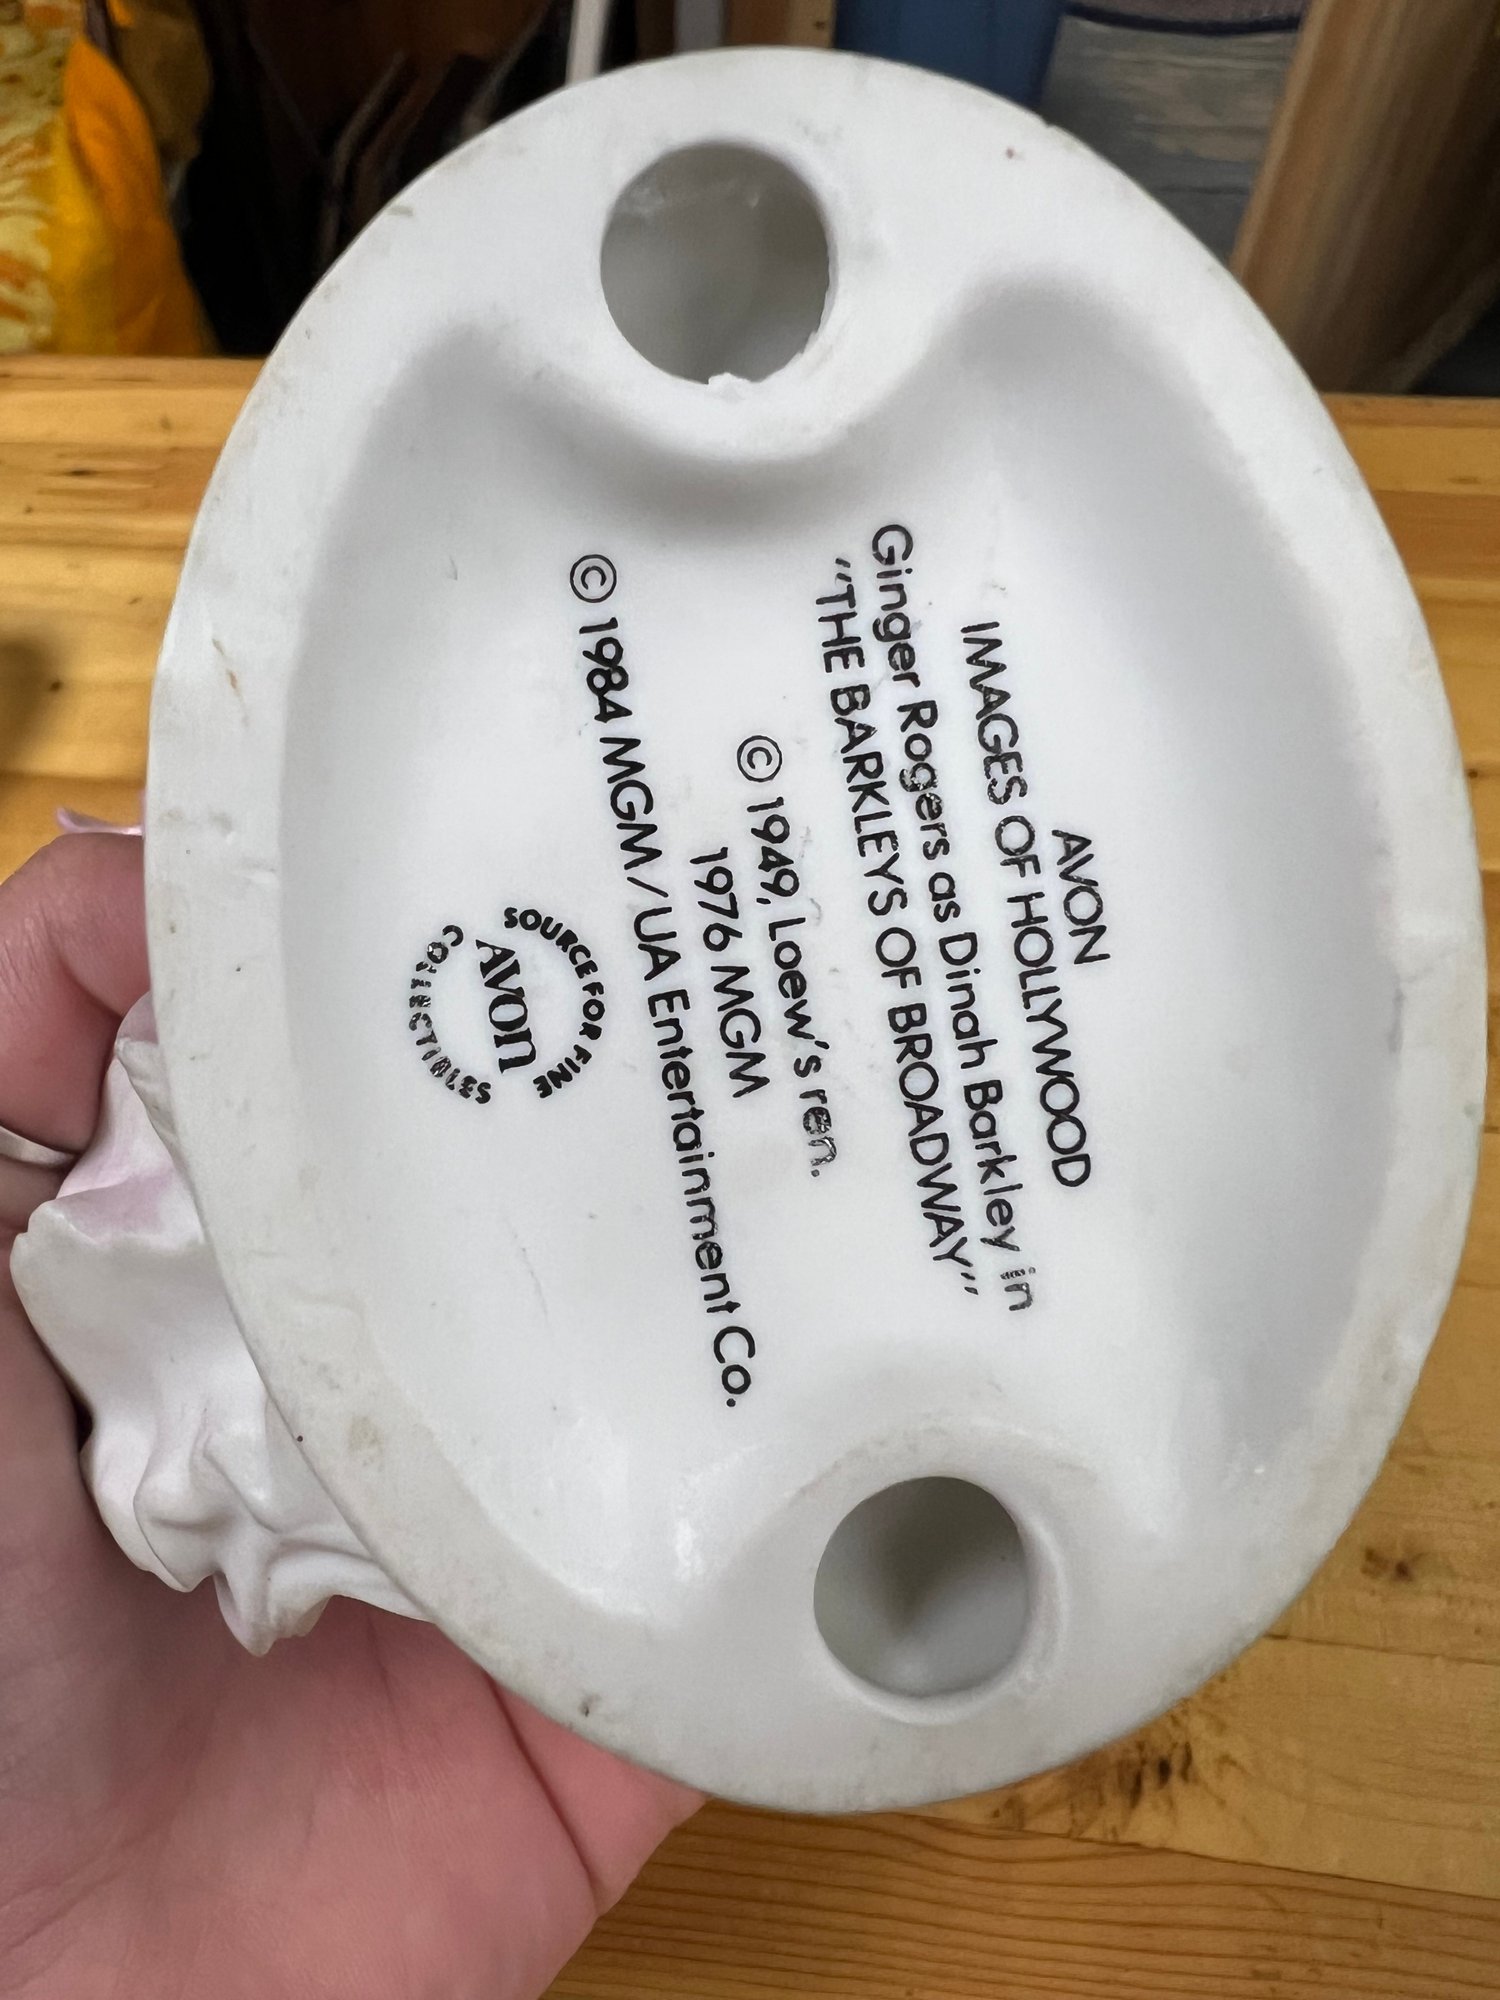 AVON
IMAGES OF HOLLYWOOD
Ginger Rogers as Dinah Barkley in
"THE BARKLEYS OF BROADWAY"
© 1949, Loew's ren.
1976 MGM
© 1984 MGM/UA Entertainment Co.
SOURCE FOR FINE
AVON
COLLECTIBLES